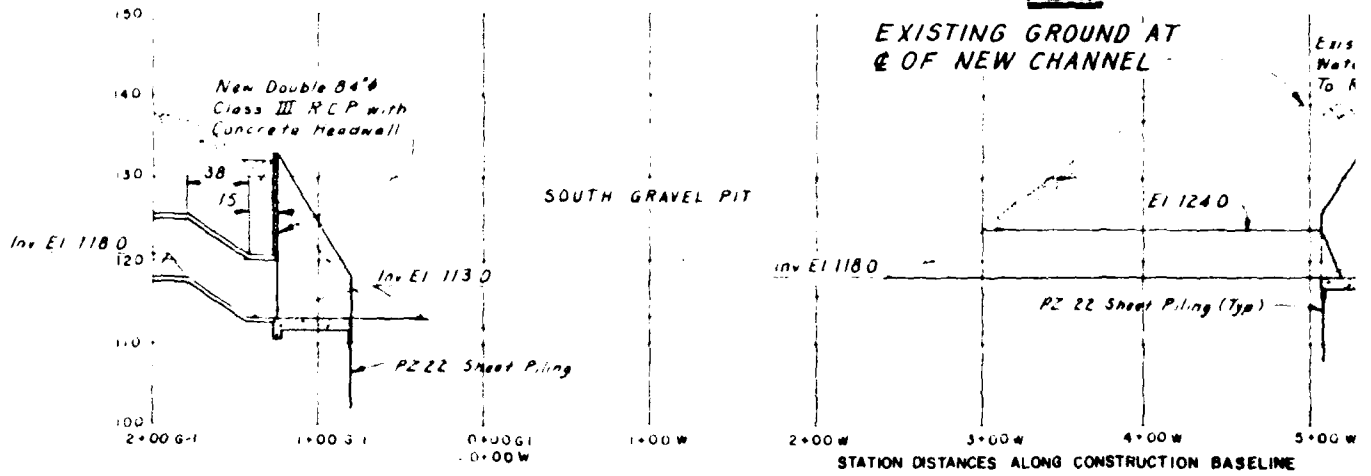 150
140
130
120
110
100
EXISTING GROUND AT
℄ OF NEW CHANNEL
New Double 84"ø
Class III RCP with
Concrete Headwall
38
15
Inv El 118.0
Inv El 113.0
PZ 22 Sheet Piling
SOUTH GRAVEL PIT
Inv El 118.0
El 124.0
PZ 22 Sheet Piling (Typ)
Exis
To R
2+00 G-1
1+00 G-1
0+00 G-1
0+00 W
1+00 W
2+00 W
3+00 W
4+00 W
5+00 W
STATION DISTANCES ALONG CONSTRUCTION BASELINE